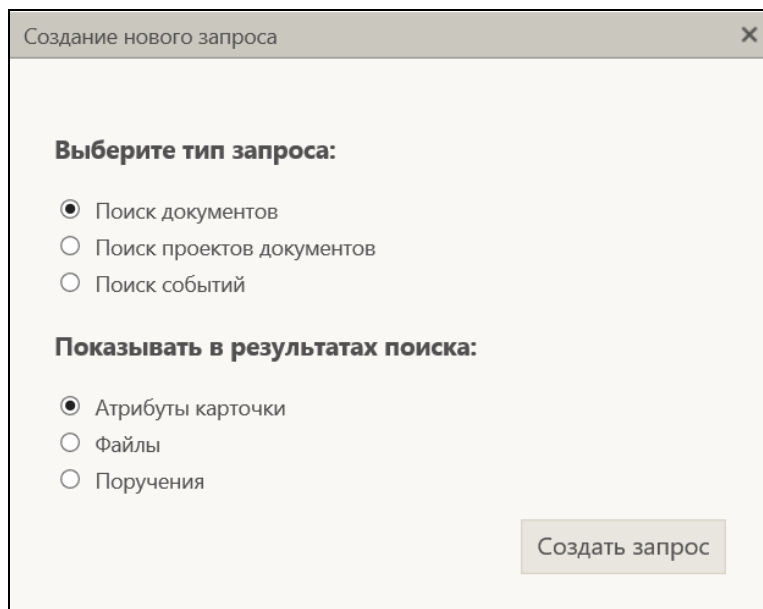 Создание нового запроса
Выберите тип запроса:
Поиск документов
Поиск проектов документов
Поиск событий
Показывать в результатах поиска:
Атрибуты карточки
Файлы
Поручения
Создать запрос